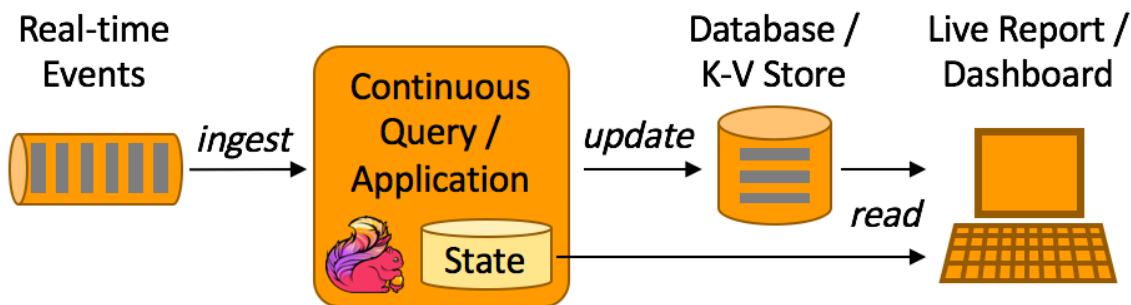 Real-time
Events
ingest
Continuous
Query /
Application
State
update
Database /
K-V Store
read
Live Report /
Dashboard